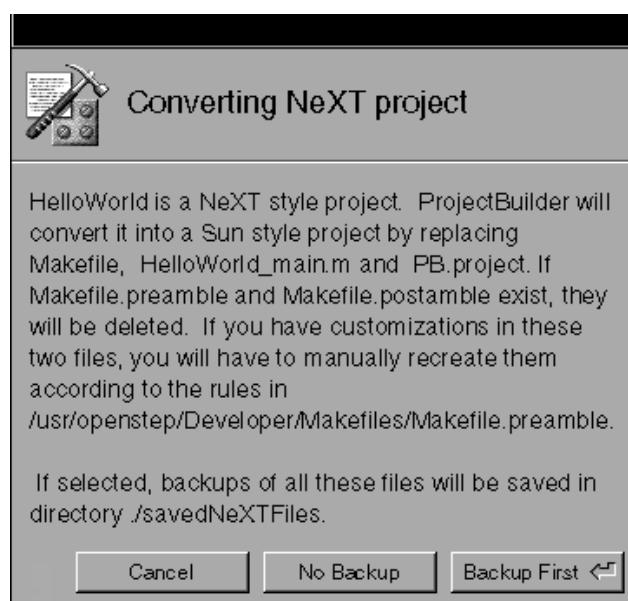 Converting NeXT project
HelloWorld is a NeXT style project.  ProjectBuilder will
convert it into a Sun style project by replacing
Makefile,  HelloWorld_main.m and  PB.project. If
Makefile.preamble and Makefile.postamble exist, they
will be deleted.  If you have customizations in these
two files, you will have to manually recreate them
according to the rules in
/usr/openstep/Developer/Makefiles/Makefile.preamble.
If selected, backups of all these files will be saved in
directory ./savedNeXTFiles.
Cancel No Backup Backup First